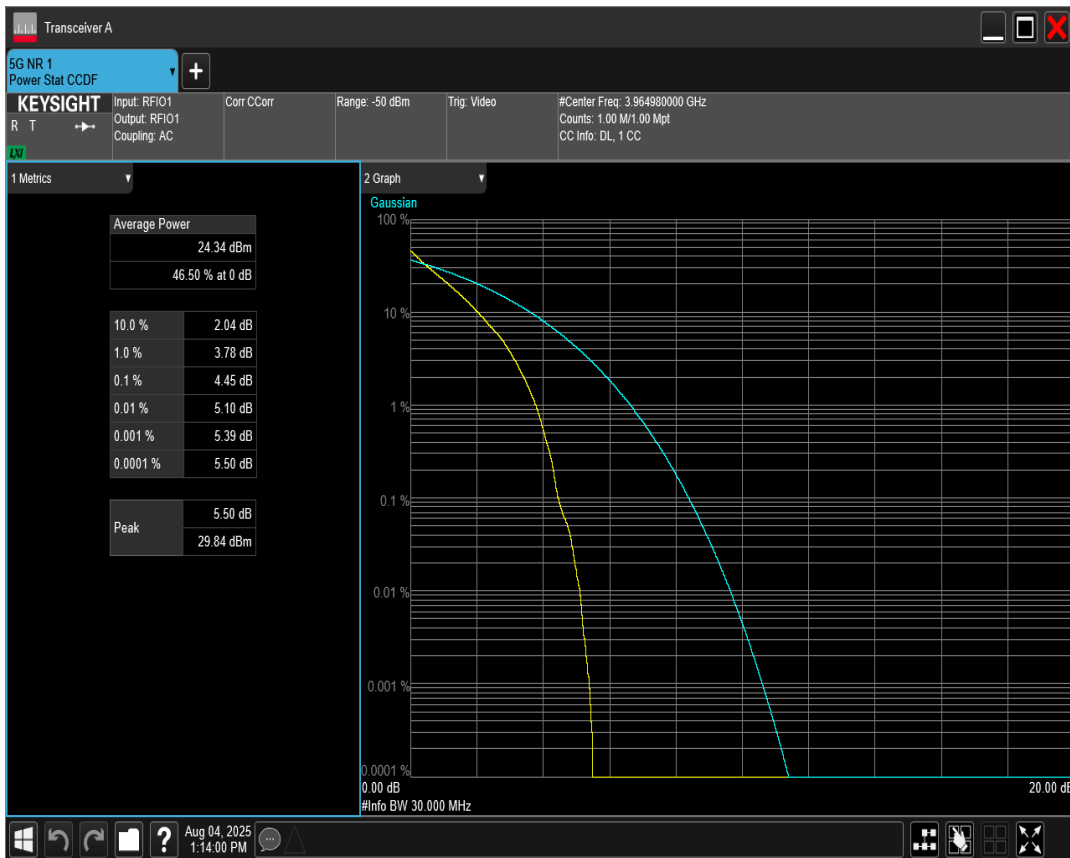 Transceiver A
5G NR 1
Power Stat CCDF
KEYSIGHT
R T
LXI
Input: RFIO1
Output: RFIO1
Coupling: AC
Corr CCorr
Range: -50 dBm
Trig: Video
#Center Freq: 3.964980000 GHz
Counts: 1.00 M/1.00 Mpt
CC Info: DL, 1 CC
1 Metrics
Average Power
24.34 dBm
46.50 % at 0 dB
10.0 % 2.04 dB
1.0 % 3.78 dB
0.1 % 4.45 dB
0.01 % 5.10 dB
0.001 % 5.39 dB
0.0001 % 5.50 dB
Peak
5.50 dB
29.84 dBm
2 Graph
Gaussian
100 %
10 %
1 %
0.1 %
0.01 %
0.001 %
0.0001 %
0.00 dB 20.00 dB
#Info BW 30.000 MHz
? Aug 04, 2025
1:14:00 PM